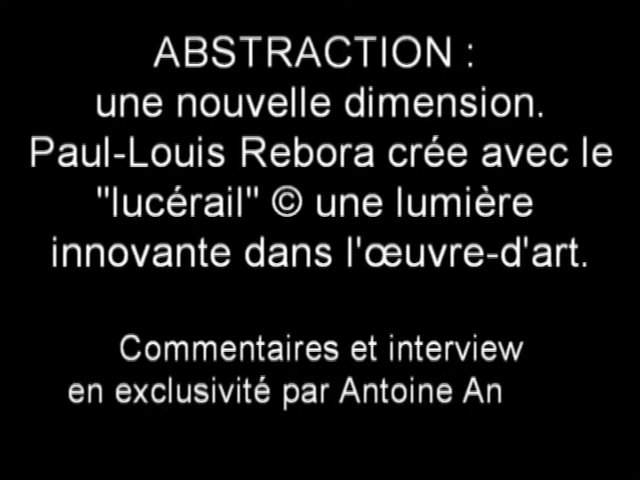 ABSTRACTION :
une nouvelle dimension.
Paul-Louis Rebora crée avec le
"lucérail" © une lumière
innovante dans l'œuvre-d'art.
Commentaires et interview
en exclusivité par Antoine An